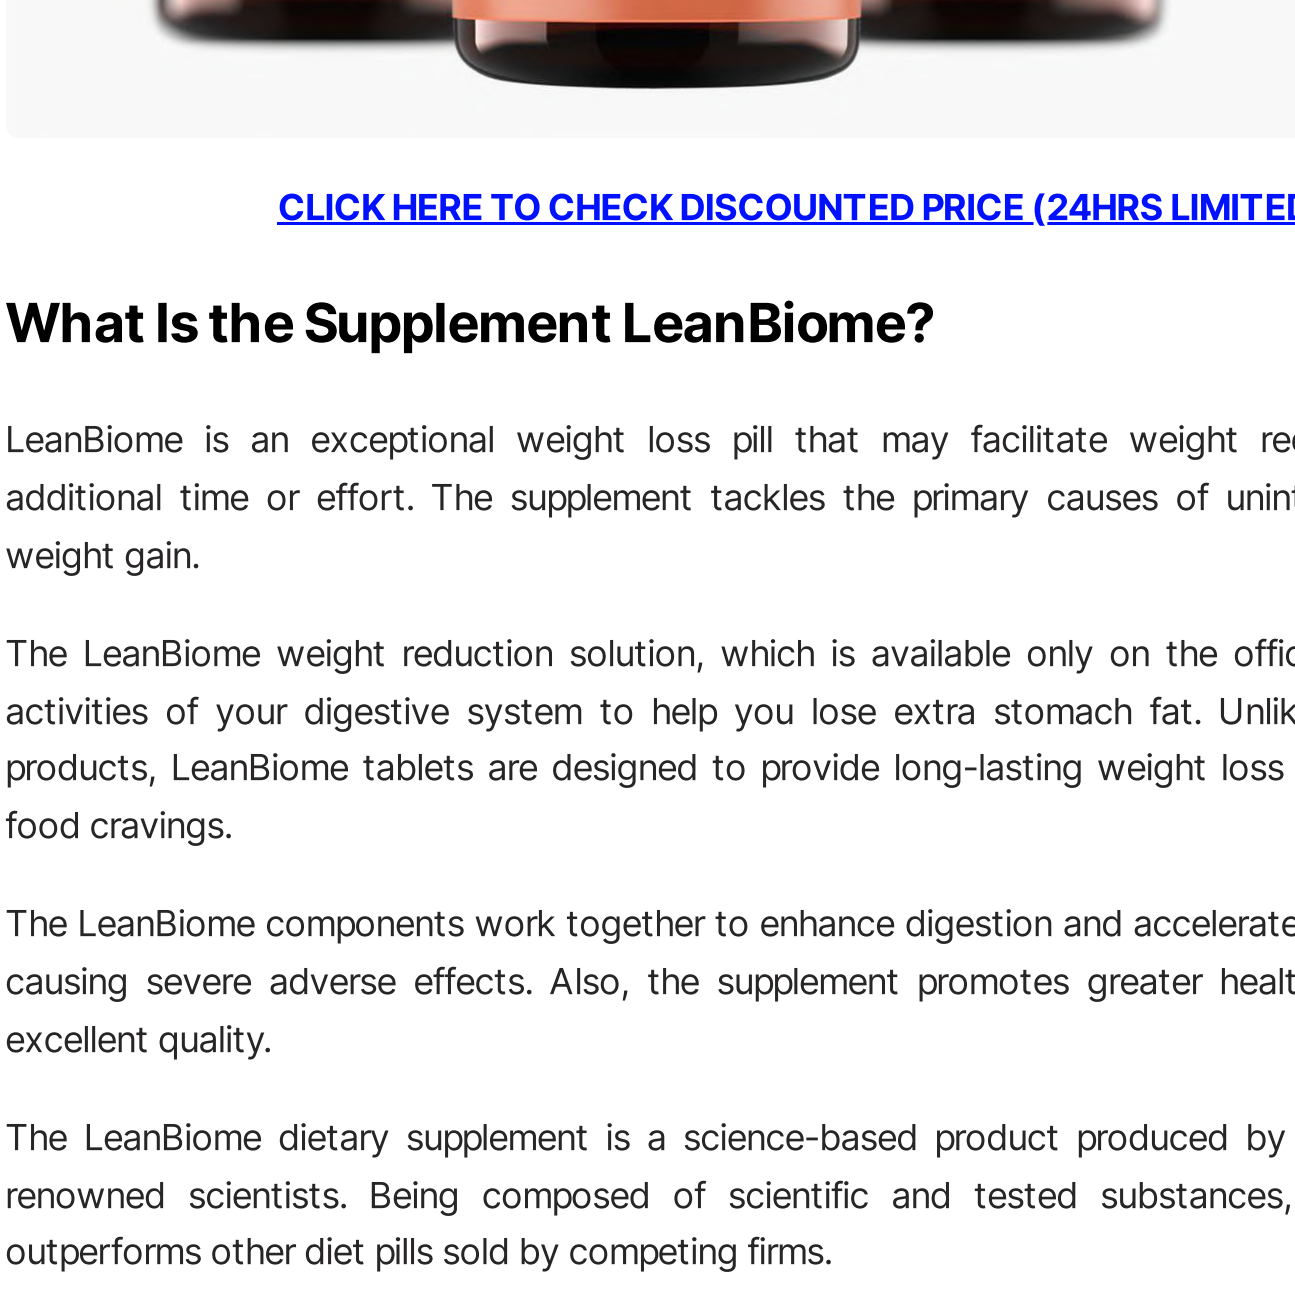 CLICK HERE TO CHECK DISCOUNTED PRICE (24HRS LIMITED
What Is the Supplement LeanBiome?
LeanBiome is an exceptional weight loss pill that may facilitate weight
additional time or effort. The supplement tackles the primary causes of
weight gain.
The LeanBiome weight reduction solution, which is available only on the
activities of your digestive system to help you lose extra stomach fat.
products, LeanBiome tablets are designed to provide long-lasting weight loss
food cravings.
The LeanBiome components work together to enhance digestion and accelerate
causing severe adverse effects. Also, the supplement promotes greater
excellent quality.
The LeanBiome dietary supplement is a science-based product produced by
renowned scientists. Being composed of scientific and tested substances,
outperforms other diet pills sold by competing firms.